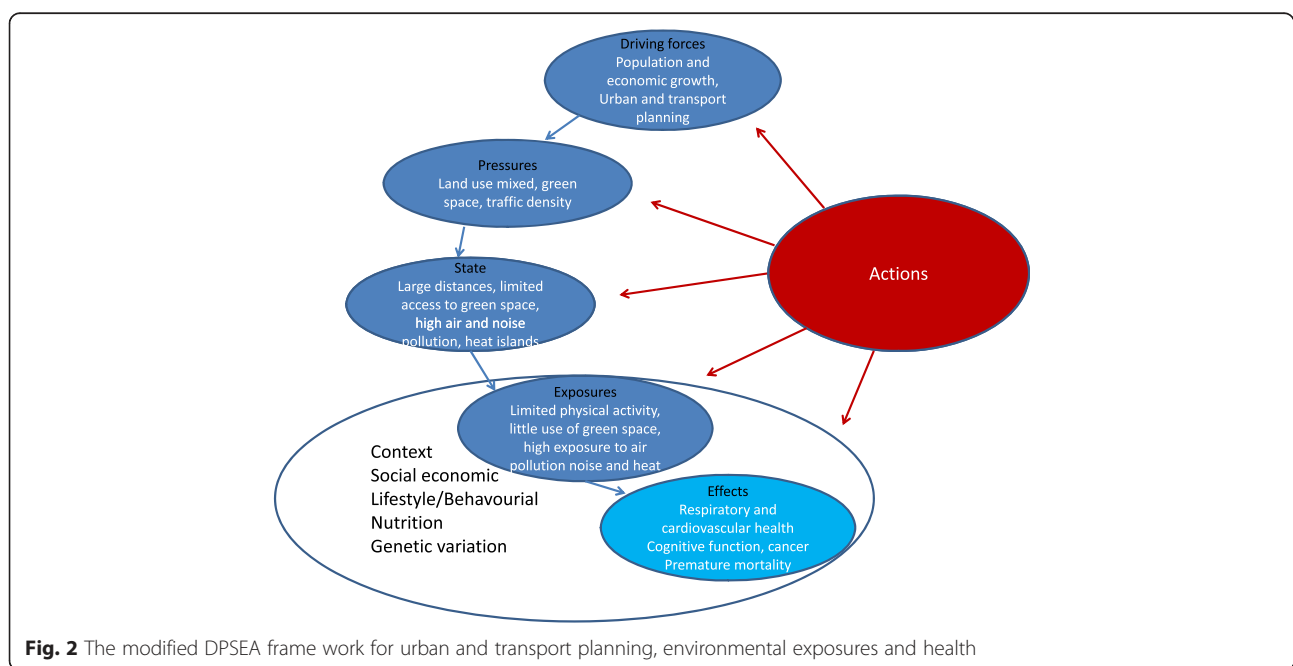 Driving forces
Population and
economic growth,
Urban and transport
planning
Pressures
Land use mixed, green
space, traffic density
Actions
State
Large distances, limited
access to green space,
high air and noise
pollution, heat islands
Exposures
Limited physical activity,
little use of green space,
high exposure to air
pollution noise and heat
Context
Social economic
Lifestyle/Behavourial
Nutrition
Genetic variation
Effects
Respiratory and
cardiovascular health
Cognitive function, cancer
Premature mortality
Fig. 2 The modified DPSEA frame work for urban and transport planning, environmental exposures and health